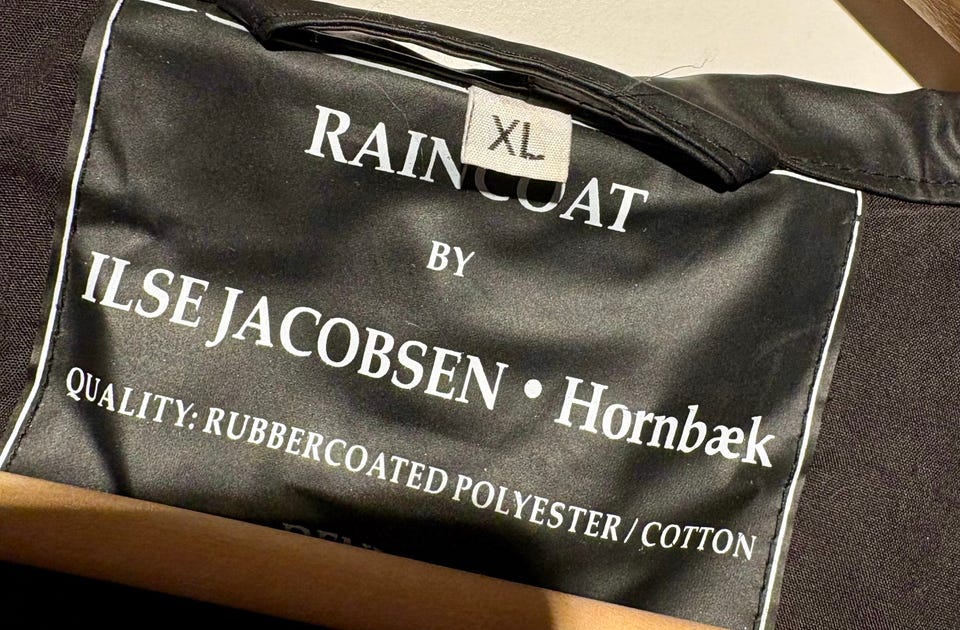 XL
RAINCOAT
BY
ILSE JACOBSEN • Hornbæk
QUALITY: RUBBERCOATED POLYESTER / COTTON